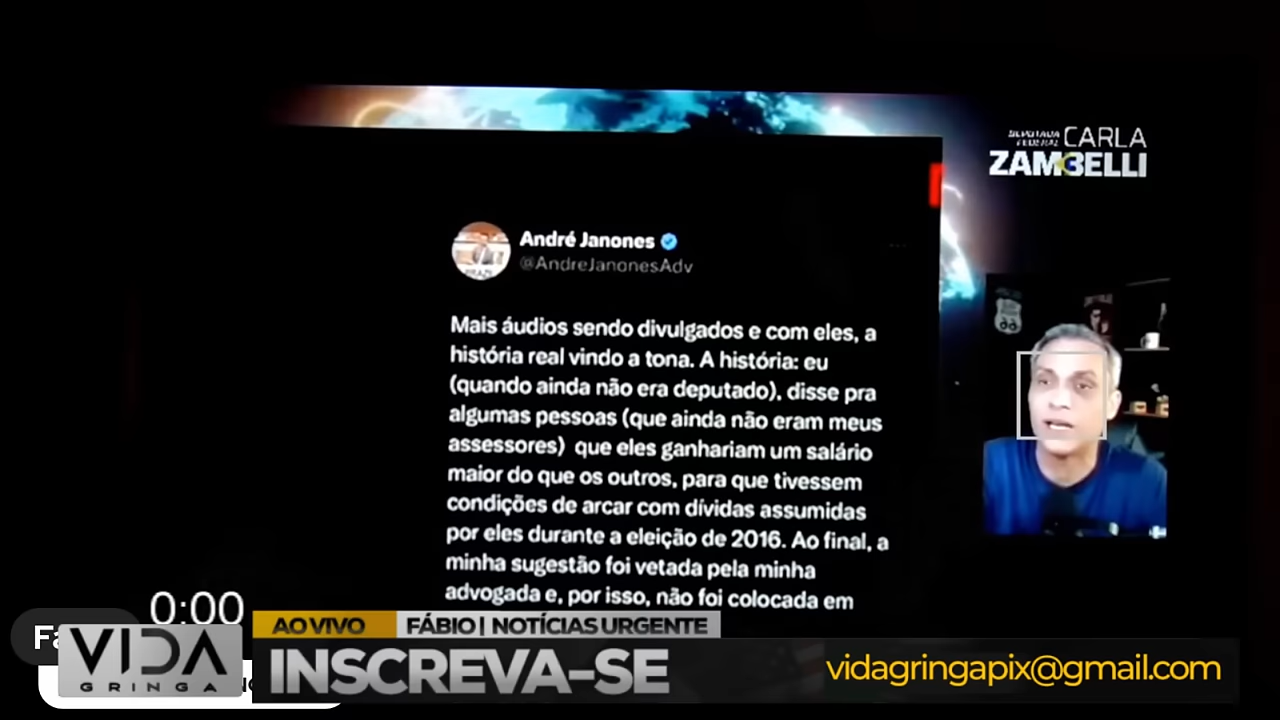 DEPUTADA
FEDERAL
CARLA
ZAMBELLI
André Janones
@AndreJanonesAdv
Mais áudios sendo divulgados e com eles, a
história real vindo a tona. A história: eu
(quando ainda não era deputado), disse pra
algumas pessoas (que ainda não eram meus
assessores) que eles ganhariam um salário
maior do que os outros, para que tivessem
condições de arcar com dívidas assumidas
por eles durante a eleição de 2016. Ao final, a
minha sugestão foi vetada pela minha
advogada e, por isso, não foi colocada em
0:00
AO VIVO
FÁBIO | NOTÍCIAS URGENTE
VIDA
GRINGA
INSCREVA-SE
vidagringapix@gmail.com